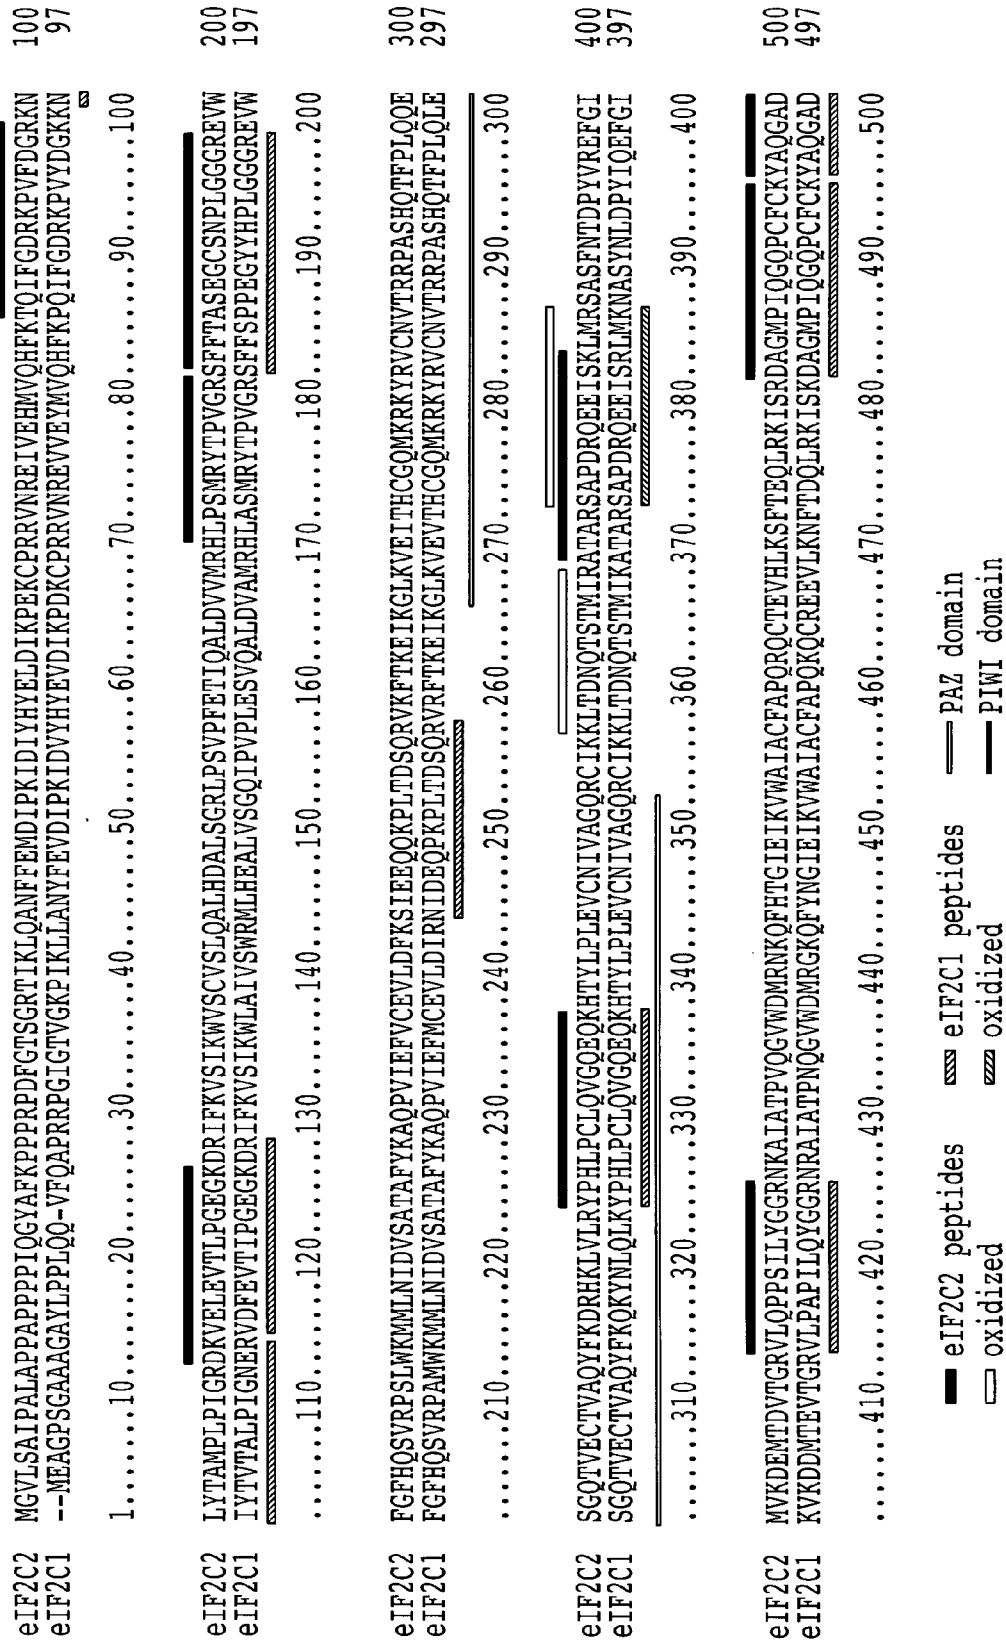 eIF2C2 MGVLSAIPALAPPAPPPPIQGYAFKPPPRPDFGTSGRTIKLQANFFEMDIPKIDIYHYELDIKPEKCPRRVNREIVEHMVQHFKTQIFGDRKPVFDGRKN 100
eIF2C1 --MEAGPSGAAAGAYLPPLQQ-VFQAPRRPGIGTVGKPIKLLANYFEVDIPKIDVYHYEVDIKPDKCPRRVNREVVEYMVQHFKPQIFGDRKPVYDGKKN 97
1.......10........20........30........40........50........60........70........80........90.......100
eIF2C2 LYTAMPLPIGRDKVELEVTLPGEGKDRIFKVSIKWVSCVSLQALHDALSGRLPSVPFETIQALDVVMRHLPSMRYTPVGRSFFTASEGCSNPLGGGREVW 200
eIF2C1 IYTVTALPIGNERVDFEVTIPGEGKDRIFKVSIKWLAIVSWRMLHEALVSGQIPVPLESVQALDVAMRHLASMRYTPVGRSFFSPPEGYYHPLGGGREVW 197
.......110.......120.......130.......140.......150.......160.......170.......180.......190.......200
eIF2C2 FGFHQSVRPSLWKMMLNIDVSATAFYKAQPVIEFVCEVLDFKSIEEQQKPLTDSQRVKFTKEIKGLKVEITHCGQMKRKYRVCNVTRRPASHQTFPLQQE 300
eIF2C1 FGFHQSVRPAMWKMMLNIDVSATAFYKAQPVIEFMCEVLDIRNIDEQPKPLTDSQRVRFTKEIKGLKVEVTHCGQMKRKYRVCNVTRRPASHQTFPLQLE 297
.......210.......220.......230.......240.......250.......260.......270.......280.......290.......300
eIF2C2 SGQTVECTVAQYFKDRHKLVLRYPHLPCLQVGQEQKHTYLPLEVCNIVAGQRCIKKLTDNQTSTMIRATARSAPDRQEEISKLMRSASFNTDPYVREFGI 400
eIF2C1 SGQTVECTVAQYFKQKYNLQLKYPHLPCLQVGQEQKHTYLPLEVCNIVAGQRCIKKLTDNQTSTMIKATARSAPDRQEEISRLMKNASYNLDPYIQEFGI 397
.......310.......320.......330.......340.......350.......360.......370.......380.......390.......400
eIF2C2 MVKDEMTDVTGRVLQPPSILYGGRNKAIATPVQGVWDMRNKQFHTGIEIKVWAIACFAPQRQCTEVHLKSFTEQLRKISRDAGMPIQGQPCFCKYAQGAD 500
eIF2C1 KVKDDMTEVTGRVLPAPILQYGGRNRAIATPNQGVWDMRGKQFYNGIEIKVWAIACFAPQKQCREEVLKNFTDQLRKISKDAGMPIQGQPCFCKYAQGAD 497
.......410.......420.......430.......440.......450.......460.......470.......480.......490.......500
eIF2C2 peptides eIF2C1 peptides PAZ domain
oxidized oxidized PIWI domain